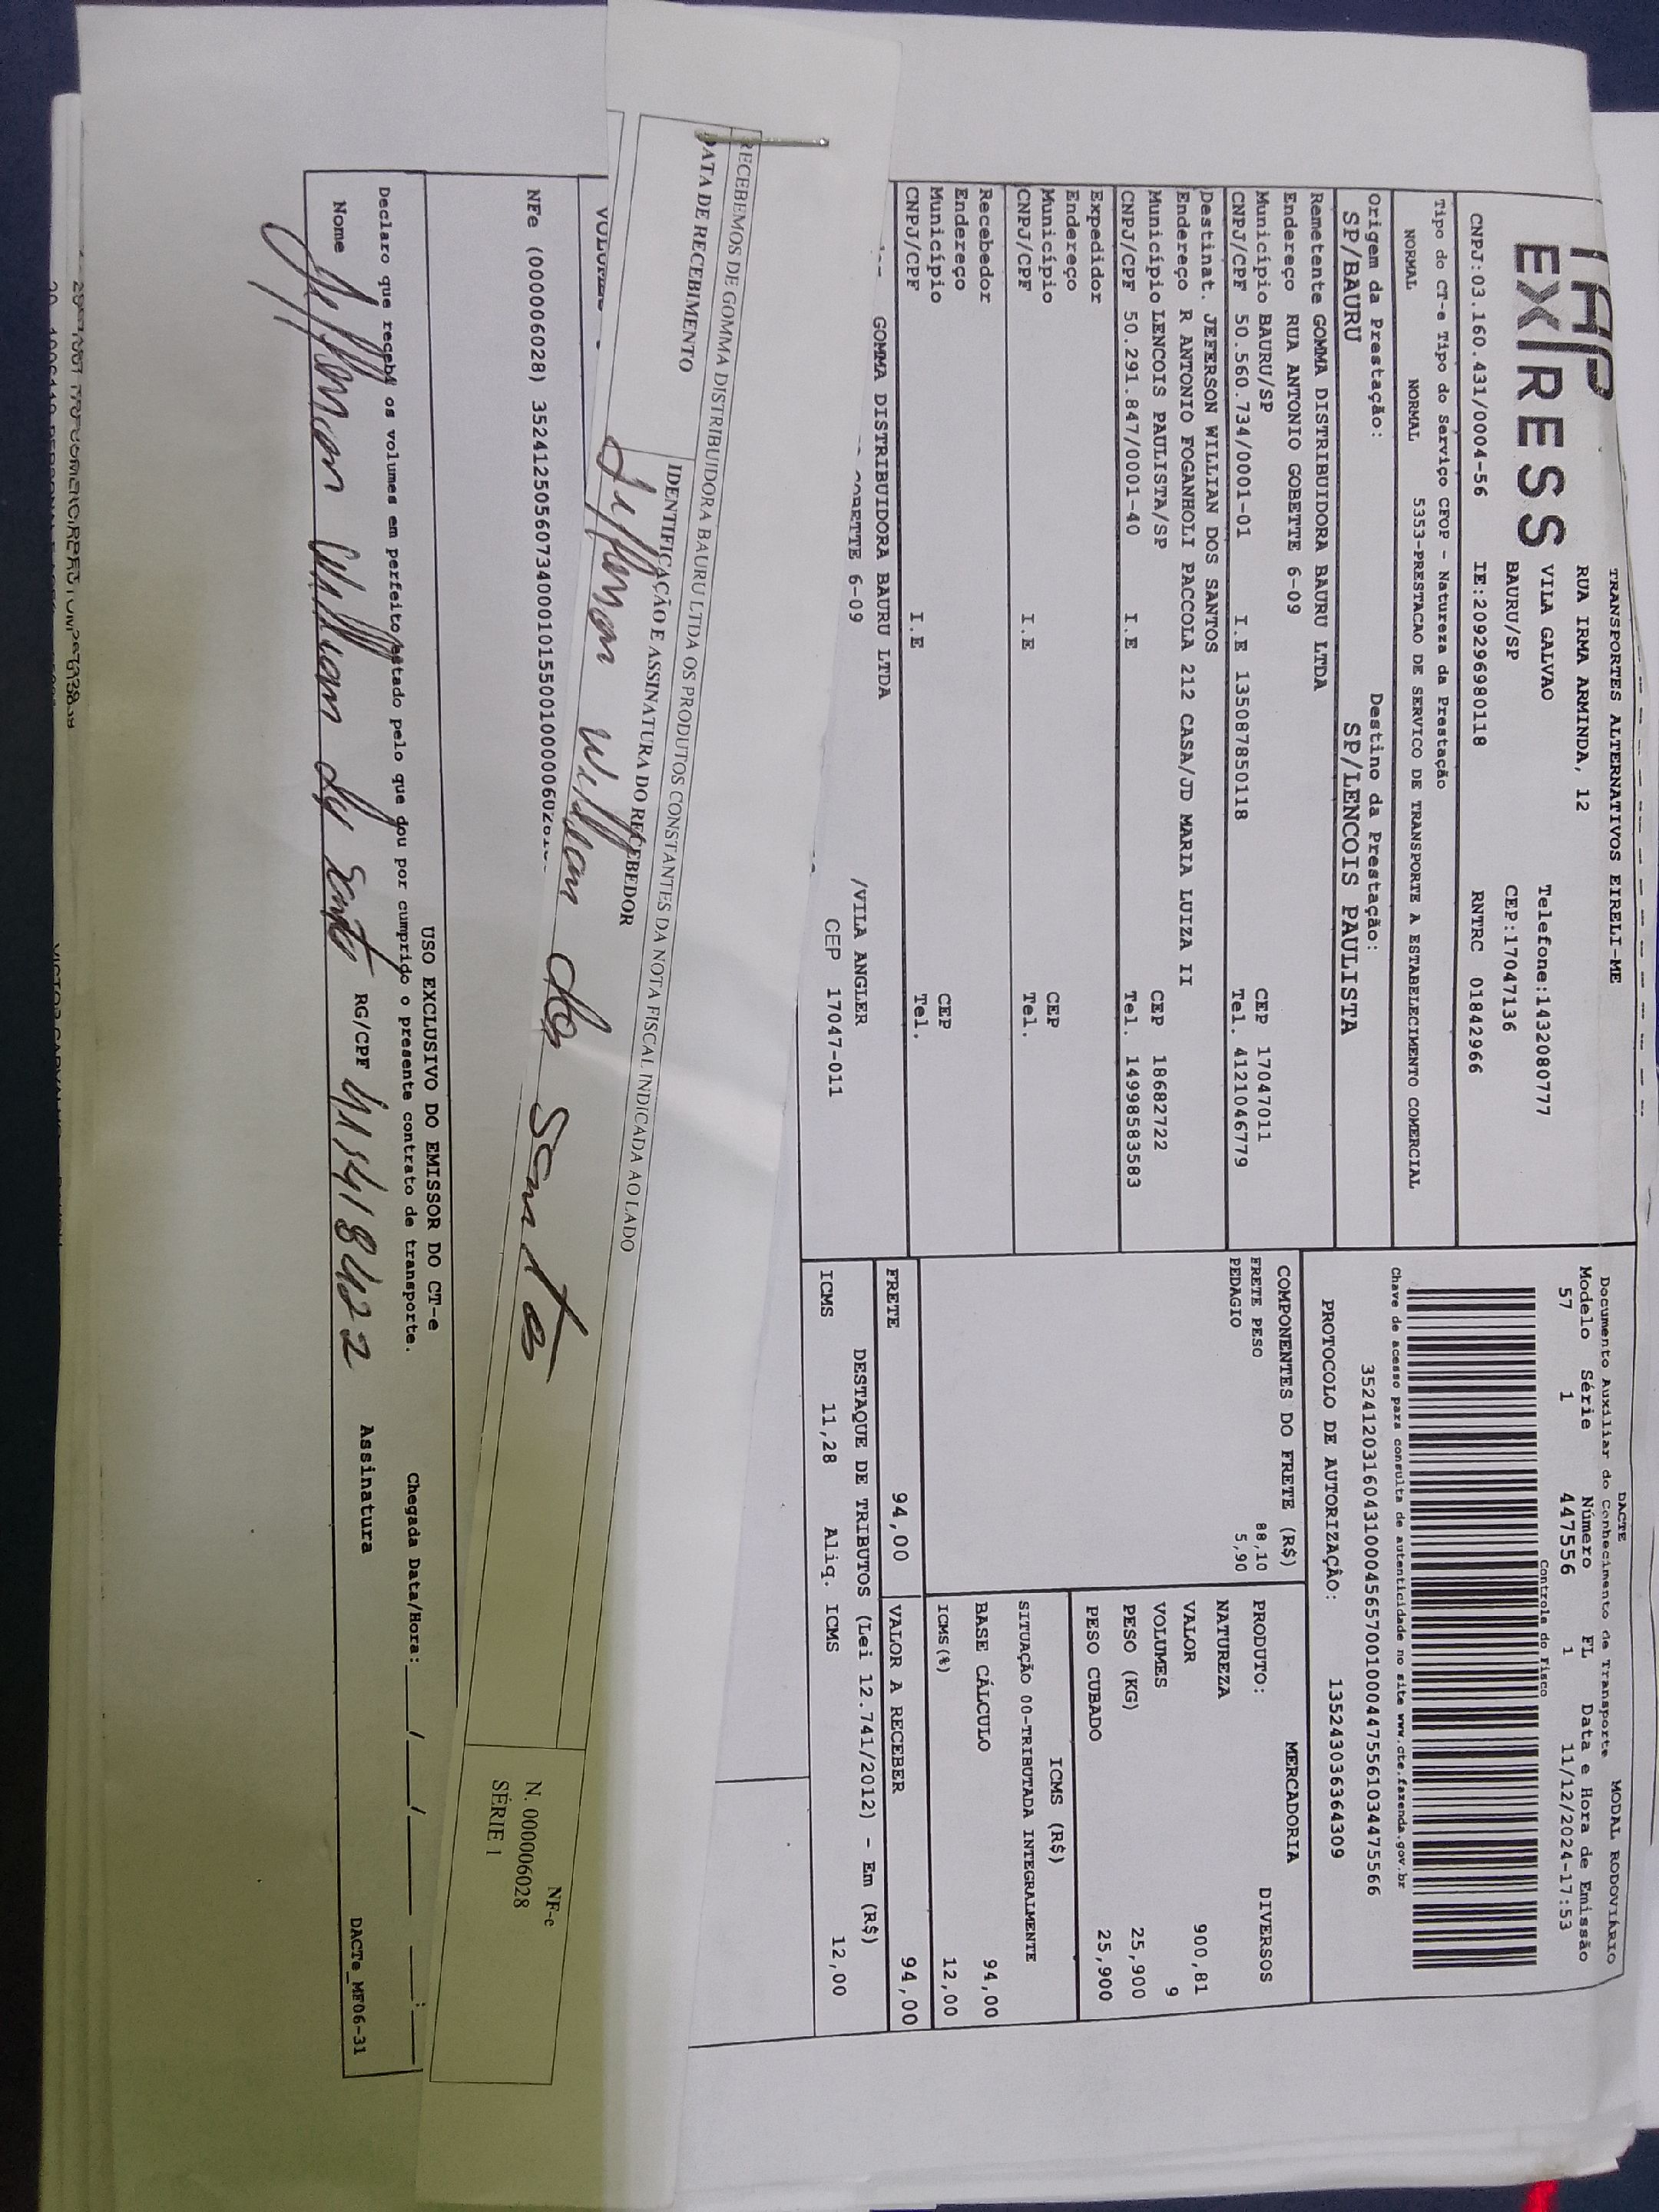 TAP
EXPRESS
TRANSPORTES ALTERNATIVOS EIRELI-ME
RUA IRMA ARMINDA, 12
VILA GALVAO Telefone:1432080777
BAURU/SP CEP:17047136
CNPJ:03.160.431/0004-56 IE:209296980118 RNTRC 01842966
Tipo do CT-e Tipo do Serviço CFOP - Natureza da Prestação
NORMAL NORMAL 5353-PRESTACAO DE SERVICO DE TRANSPORTE A ESTABELECIMENTO COMERCIAL
Origem da Prestação: Destino da Prestação:
SP/BAURU SP/LENCOIS PAULISTA
Remetente GOMMA DISTRIBUIDORA BAURU LTDA
Endereço RUA ANTONIO GOBETTE 6-09
Município BAURU/SP CEP 17047011
CNPJ/CPF 50.560.734/0001-01 I.E 135087850118 Tel. 4121046779
Destinat. JEFERSON WILLIAN DOS SANTOS
Endereço R ANTONIO FOGANHOLI PACCOLA 212 CASA/JD MARIA LUIZA II
Município LENCOIS PAULISTA/SP CEP 18682722
CNPJ/CPF 50.291.847/0001-40 I.E Tel. 14998583583
Expedidor
Endereço
Município CEP
CNPJ/CPF I.E Tel.
Recebedor
Endereço
Município CEP
CNPJ/CPF I.E Tel.
GOMMA DISTRIBUIDORA BAURU LTDA
GOBETTE 6-09 /VILA ANGLER
CEP 17047-011
DACTE
Documento Auxiliar do Conhecimento de Transporte
MODAL RODOVIÁRIO
Modelo Série Número FL Data e Hora de Emissão
57 1 447556 1 11/12/2024-17:53
Controle do Fisco
Chave de acesso para consulta de autenticidade no site www.cte.fazenda.gov.br
35241203160431000456570010004475561034475566
PROTOCOLO DE AUTORIZAÇÃO: 135243036364309
COMPONENTES DO FRETE (R$)
FRETE PESO 88,10
PEDAGIO 5,90
MERCADORIA
PRODUTO: DIVERSOS
NATUREZA
VALOR 900,81
VOLUMES 9
PESO (KG) 25,900
PESO CUBADO 25,900
ICMS (R$)
SITUAÇÃO 00-TRIBUTADA INTEGRALMENTE
BASE CÁLCULO 94,00
ICMS(%) 12,00
FRETE 94,00 VALOR A RECEBER 94,00
DESTAQUE DE TRIBUTOS (Lei 12.741/2012) - Em (R$)
ICMS 11,28 Aliq. ICMS 12,00
RECEBEMOS DE GOMMA DISTRIBUIDORA BAURU LTDA OS PRODUTOS CONSTANTES DA NOTA FISCAL INDICADA AO LADO
DATA DE RECEBIMENTO IDENTIFICAÇÃO E ASSINATURA DO RECEBEDOR
Jefferson Willian dos Santos
NF-e
N. 000006028
SÉRIE 1
NFe (000006028)
USO EXCLUSIVO DO EMISSOR DO CT-e
Declaro que recebi os volumes em perfeito estado pelo que dou por cumprido o presente contrato de transporte. Chegada Data/Hora: / / :
Nome Jefferson Willian dos Santos RG/CPF Assinatura DACTe_MF06-31